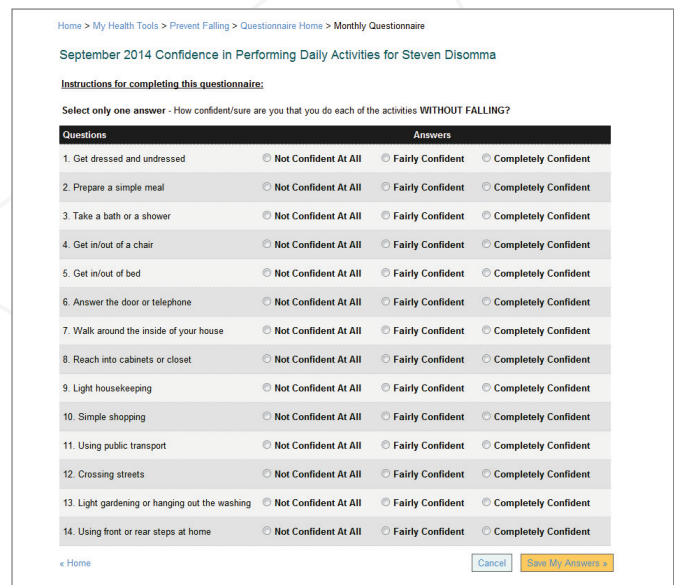 Home > My Health Tools > Prevent Falling > Questionnaire Home > Monthly Questionnaire
September 2014 Confidence in Performing Daily Activities for Steven Disomma
Instructions for completing this questionnaire:
Select only one answer - How confident/sure are you that you do each of the activities WITHOUT FALLING?
Questions Answers
1. Get dressed and undressed Not Confident At All Fairly Confident Completely Confident
2. Prepare a simple meal Not Confident At All Fairly Confident Completely Confident
3. Take a bath or a shower Not Confident At All Fairly Confident Completely Confident
4. Get in/out of a chair Not Confident At All Fairly Confident Completely Confident
5. Get in/out of bed Not Confident At All Fairly Confident Completely Confident
6. Answer the door or telephone Not Confident At All Fairly Confident Completely Confident
7. Walk around the inside of your house Not Confident At All Fairly Confident Completely Confident
8. Reach into cabinets or closet Not Confident At All Fairly Confident Completely Confident
9. Light housekeeping Not Confident At All Fairly Confident Completely Confident
10. Simple shopping Not Confident At All Fairly Confident Completely Confident
11. Using public transport Not Confident At All Fairly Confident Completely Confident
12. Crossing streets Not Confident At All Fairly Confident Completely Confident
13. Light gardening or hanging out the washing Not Confident At All Fairly Confident Completely Confident
14. Using front or rear steps at home Not Confident At All Fairly Confident Completely Confident
« Home Cancel Save My Answers »